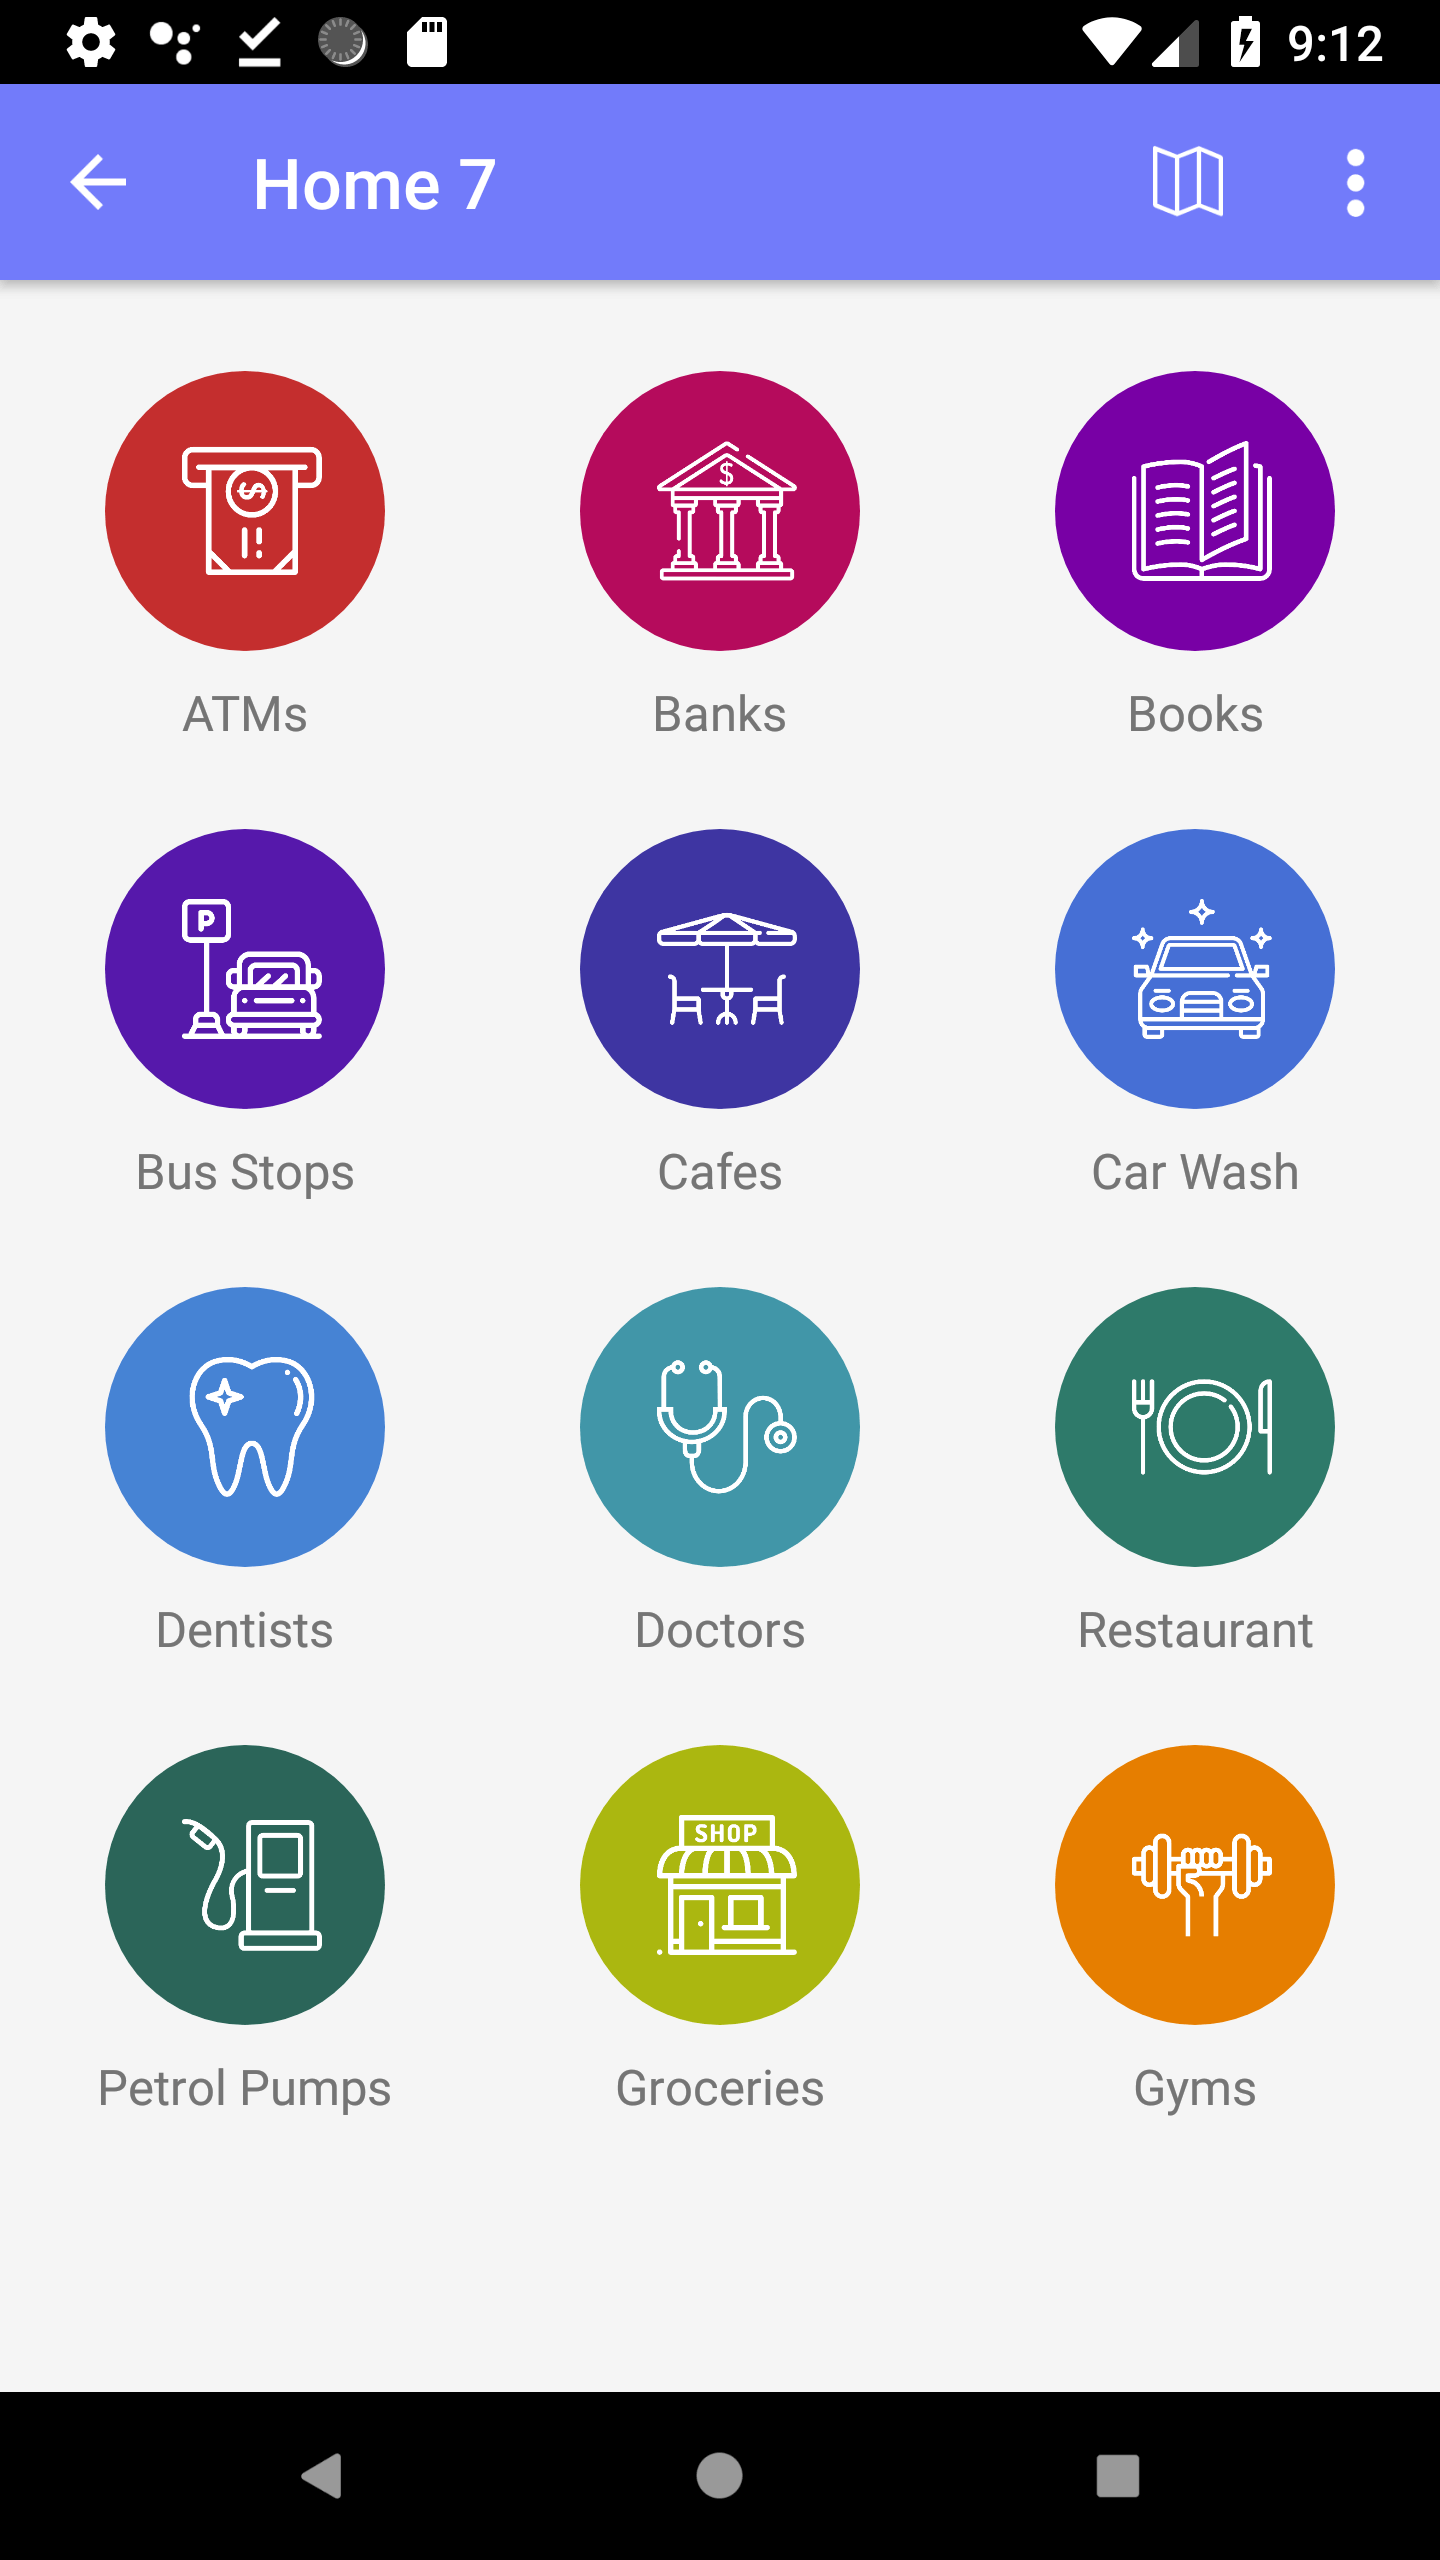 9:12
Home 7
$
$
ATMs
Banks
Books
P
Bus Stops
Cafes
Car Wash
Dentists
Doctors
Restaurant
SHOP
Petrol Pumps
Groceries
Gyms